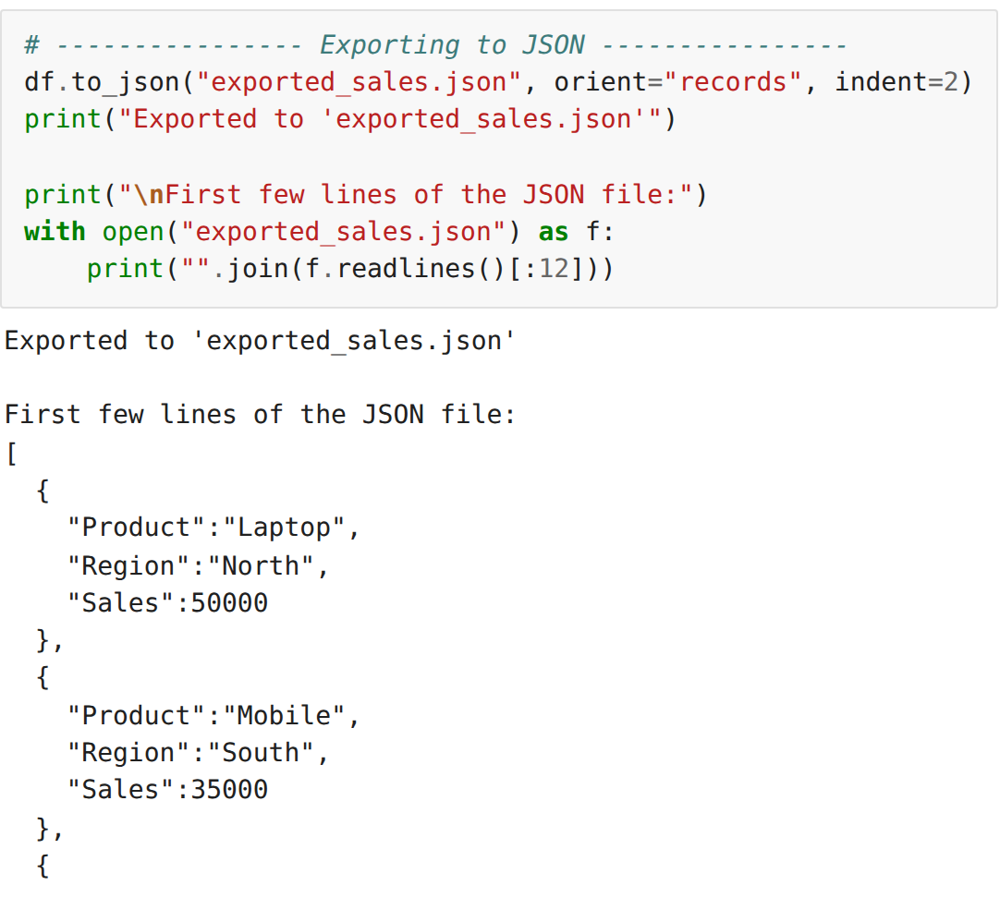 # ---------------- Exporting to JSON ----------------
df.to_json("exported_sales.json", orient="records", indent=2)
print("Exported to 'exported_sales.json'")

print("\nFirst few lines of the JSON file:")
with open("exported_sales.json") as f:
    print("".join(f.readlines()[:12]))
Exported to 'exported_sales.json'

First few lines of the JSON file:
[
  {
    "Product":"Laptop",
    "Region":"North",
    "Sales":50000
  },
  {
    "Product":"Mobile",
    "Region":"South",
    "Sales":35000
  },
  {